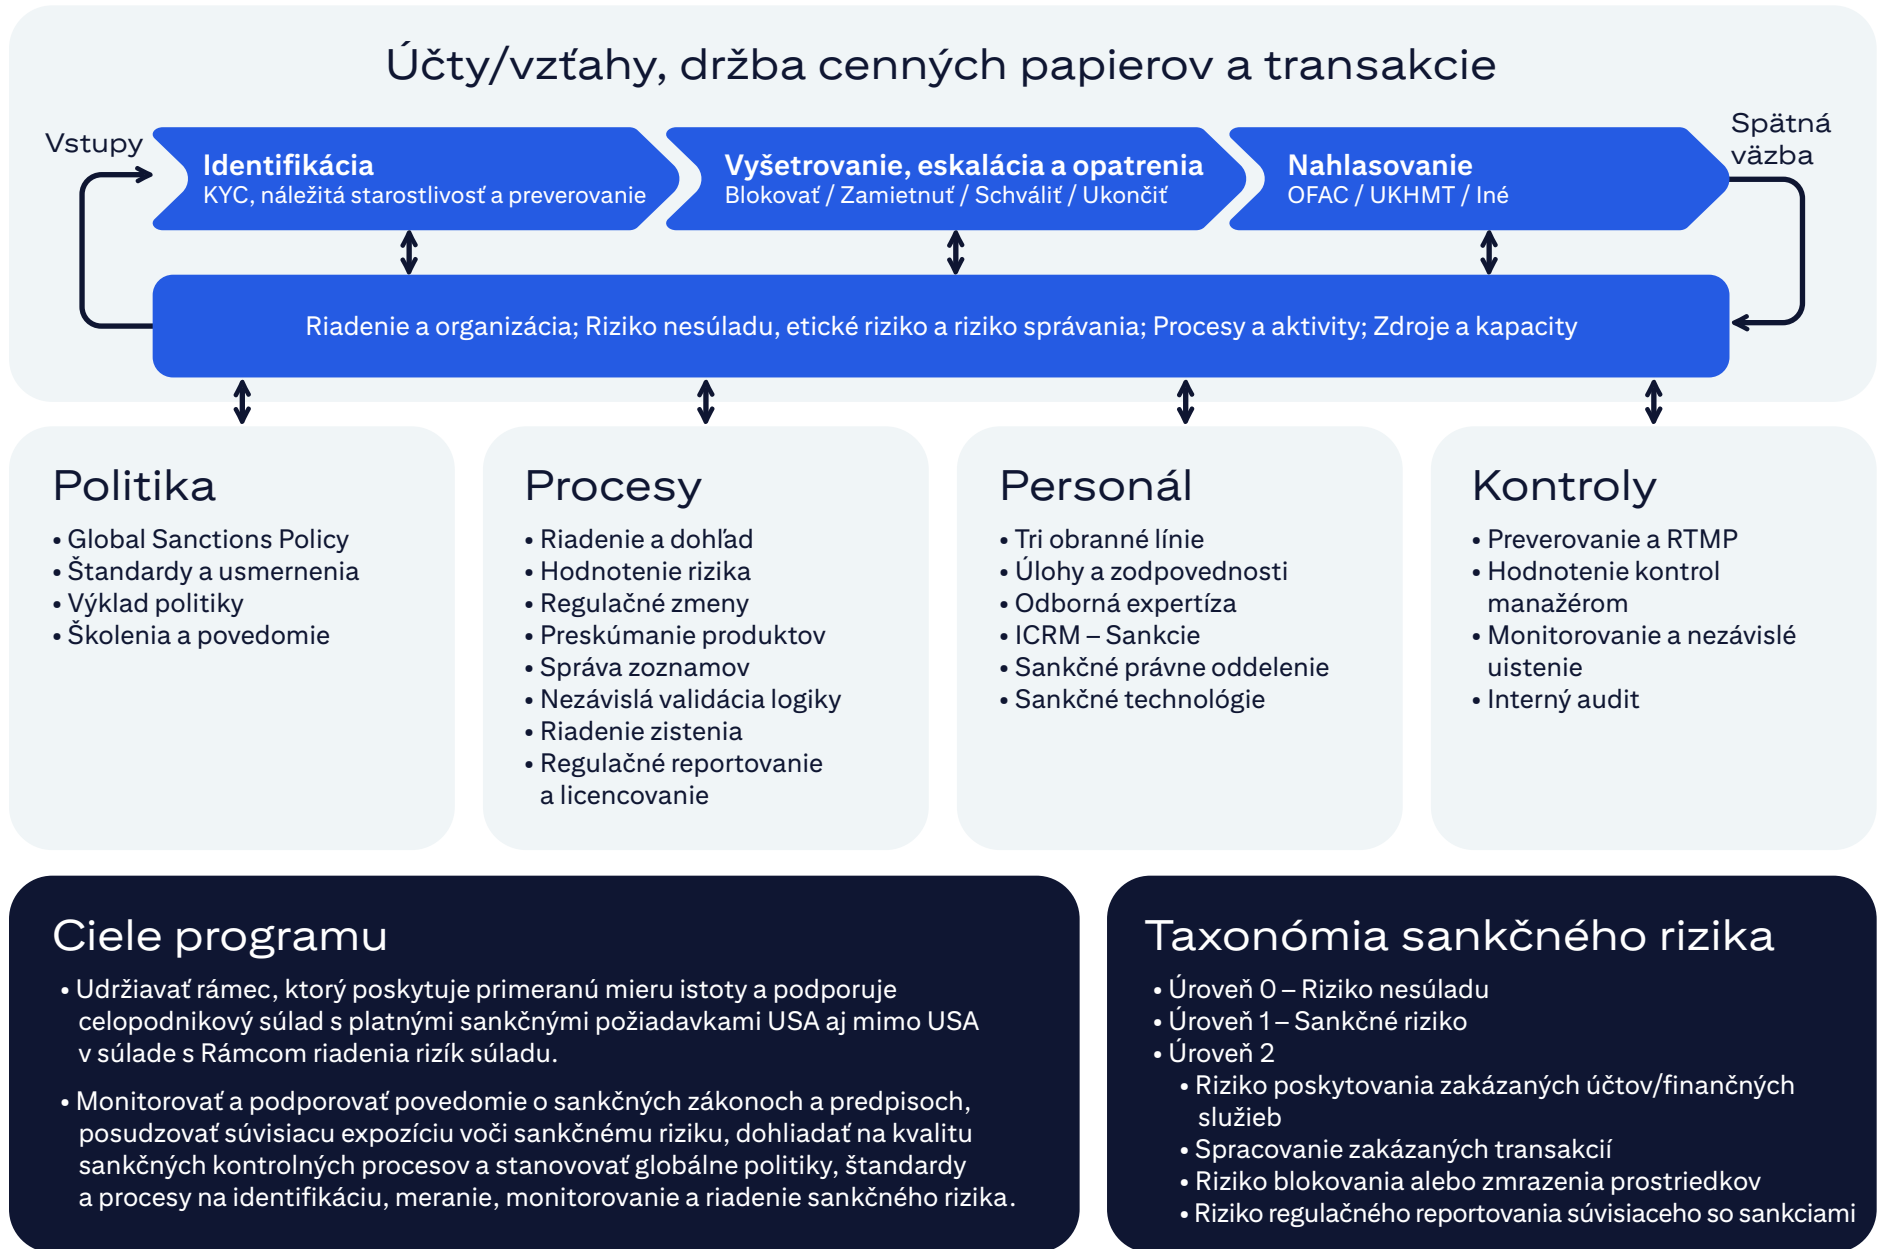 Účty/vzťahy, držba cenných papierov a transakcie
Vstupy
Identifikácia
KYC, náležitá starostlivosť a preverovanie
Vyšetrovanie, eskalácia a opatrenia
Blokovať / Zamietnuť / Schváliť / Ukončiť
Nahlasovanie
OFAC / UKHMT / Iné
Spätná
väzba
Riadenie a organizácia; Riziko nesúladu, etické riziko a riziko správania; Procesy a aktivity; Zdroje a kapacity
Politika
• Global Sanctions Policy
• Štandardy a usmernenia
• Výklad politiky
• Školenia a povedomie
Procesy
• Riadenie a dohľad
• Hodnotenie rizika
• Regulačné zmeny
• Preskúmanie produktov
• Správa zoznamov
• Nezávislá validácia logiky
• Riadenie zistenia
• Regulačné reportovanie
a licencovanie
Personál
• Tri obranné línie
• Úlohy a zodpovednosti
• Odborná expertíza
• ICRM – Sankcie
• Sankčné právne oddelenie
• Sankčné technológie
Kontroly
• Preverovanie a RTMP
• Hodnotenie kontrol
manažérom
• Monitorovanie a nezávislé
uistenie
• Interný audit
Ciele programu
• Udržiavať rámec, ktorý poskytuje primeranú mieru istoty a podporuje
celopodnikový súlad s platnými sankčnými požiadavkami USA aj mimo USA
v súlade s Rámcom riadenia rizík súladu.
• Monitorovať a podporovať povedomie o sankčných zákonoch a predpisoch,
posudzovať súvisiacu expozíciu voči sankčnému riziku, dohliadať na kvalitu
sankčných kontrolných procesov a stanovovať globálne politiky, štandardy
a procesy na identifikáciu, meranie, monitorovanie a riadenie sankčného rizika.
Taxonómia sankčného rizika
• Úroveň 0 – Riziko nesúladu
• Úroveň 1 – Sankčné riziko
• Úroveň 2
• Riziko poskytovania zakázaných účtov/finančných
služieb
• Spracovanie zakázaných transakcií
• Riziko blokovania alebo zmrazenia prostriedkov
• Riziko regulačného reportovania súvisiaceho so sankciami